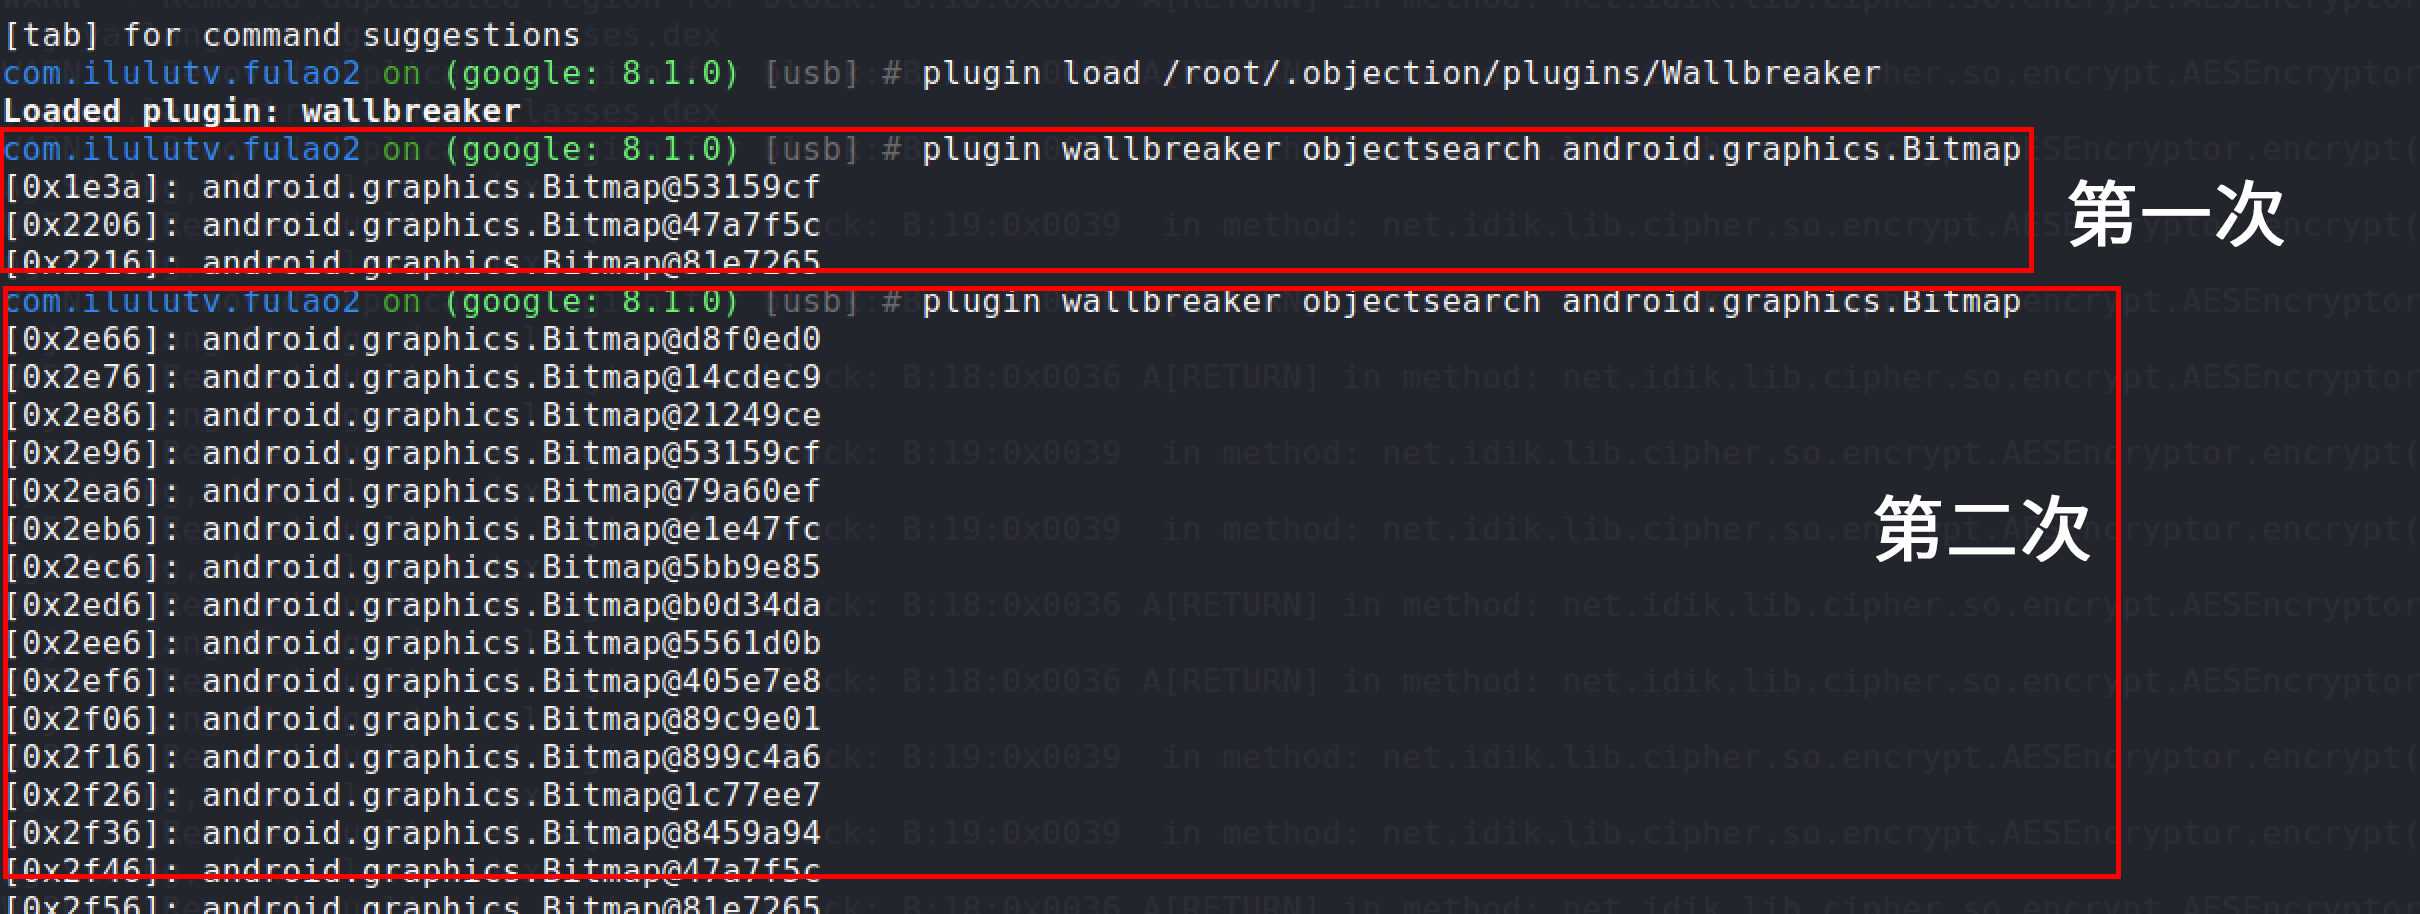 [tab] for command suggestions
com.ilulutv.fulao2 on (google: 8.1.0) [usb] # plugin load /root/.objection/plugins/Wallbreaker
Loaded plugin: wallbreaker
com.ilulutv.fulao2 on (google: 8.1.0) [usb] # plugin wallbreaker objectsearch android.graphics.Bitmap
[0x1e3a]: android.graphics.Bitmap@53159cf
[0x2206]: android.graphics.Bitmap@47a7f5c
[0x2216]: android.graphics.Bitmap@81e7265
第一次
com.ilulutv.fulao2 on (google: 8.1.0) [usb] # plugin wallbreaker objectsearch android.graphics.Bitmap
[0x2e66]: android.graphics.Bitmap@d8f0ed0
[0x2e76]: android.graphics.Bitmap@14cdec9
[0x2e86]: android.graphics.Bitmap@21249ce
[0x2e96]: android.graphics.Bitmap@53159cf
[0x2ea6]: android.graphics.Bitmap@79a60ef
[0x2eb6]: android.graphics.Bitmap@e1e47fc
[0x2ec6]: android.graphics.Bitmap@5bb9e85
[0x2ed6]: android.graphics.Bitmap@b0d34da
[0x2ee6]: android.graphics.Bitmap@5561d0b
[0x2ef6]: android.graphics.Bitmap@405e7e8
[0x2f06]: android.graphics.Bitmap@89c9e01
[0x2f16]: android.graphics.Bitmap@899c4a6
[0x2f26]: android.graphics.Bitmap@1c77ee7
[0x2f36]: android.graphics.Bitmap@8459a94
[0x2f46]: android.graphics.Bitmap@47a7f5c
[0x2f56]: android.graphics.Bitmap@81e7265
第二次